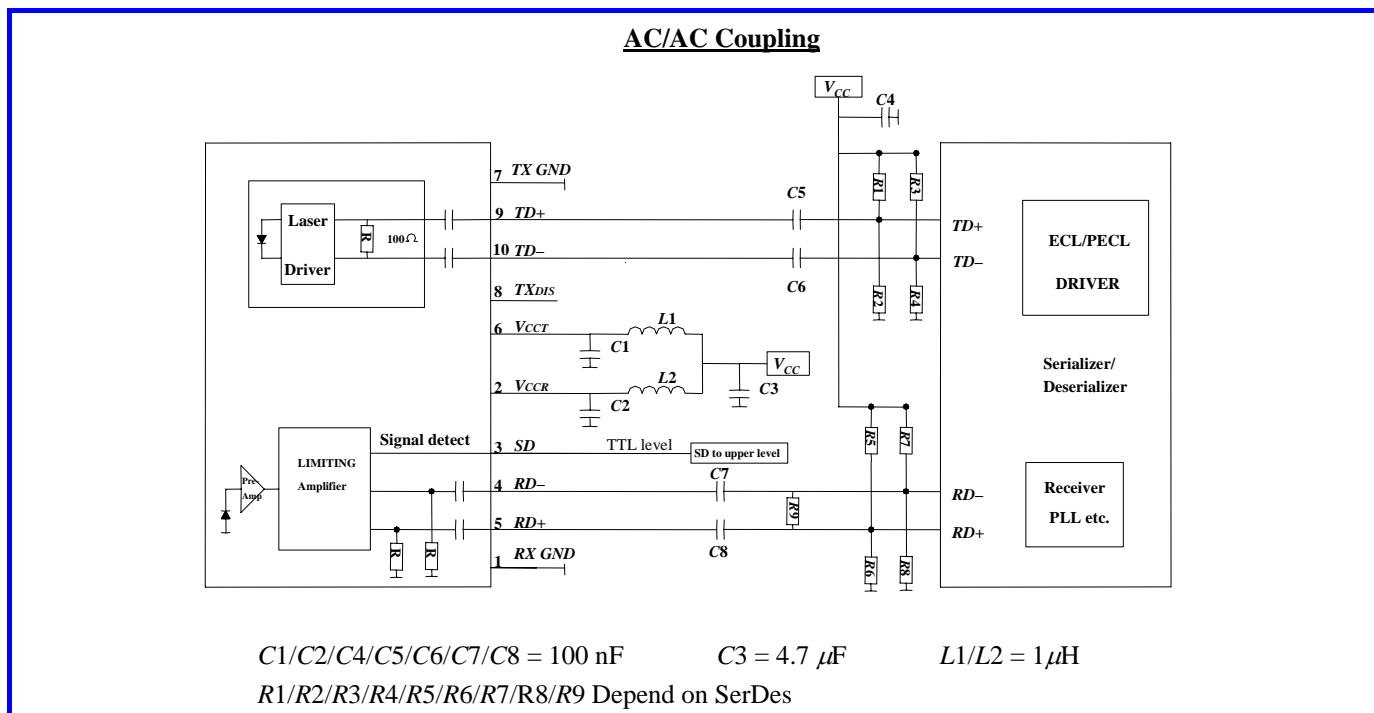 AC/AC Coupling
VCC
C4
7 TX GND
R1
R3
C5
Laser
Driver
R
100Ω
9 TD+
TD+
10 TD−
TD−
C6
ECL/PECL
DRIVER
R2
R4
8 TXDIS
6 VCCT
L1
C1
VCC
2 VCCR
L2
C2
C3
Serializer/
Deserializer
Signal detect
3 SD
TTL level
SD to upper level
R5
R7
LIMITING
Amplifier
Pre-
Amp
C7
4 RD−
RD−
R9
Receiver
PLL etc.
5 RD+
RD+
C8
R
R
1 RX GND
R6
R8
C1/C2/C4/C5/C6/C7/C8 = 100 nF C3 = 4.7 μF L1/L2 = 1μH
R1/R2/R3/R4/R5/R6/R7/R8/R9 Depend on SerDes